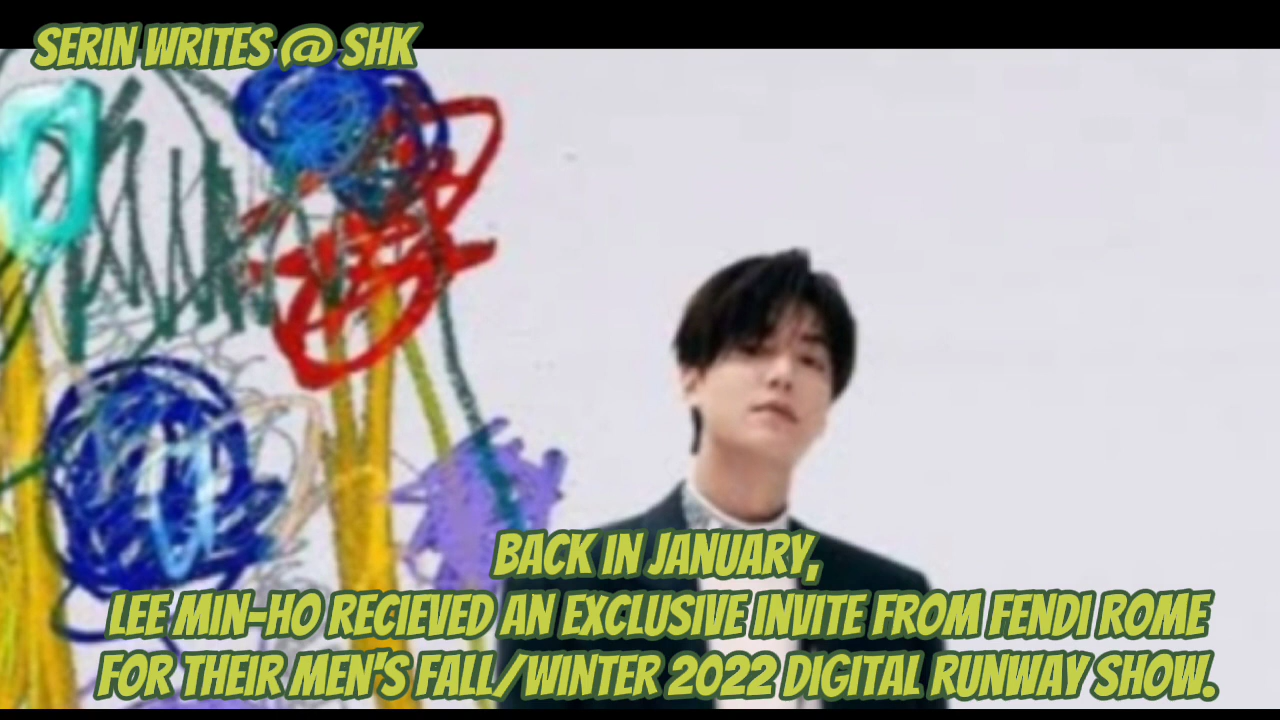 SERIN WRITES @ SHK
BACK IN JANUARY,
LEE MIN-HO RECIEVED AN EXCLUSIVE INVITE FROM FENDI ROME
FOR THEIR MEN'S FALL/WINTER 2022 DIGITAL RUNWAY SHOW.